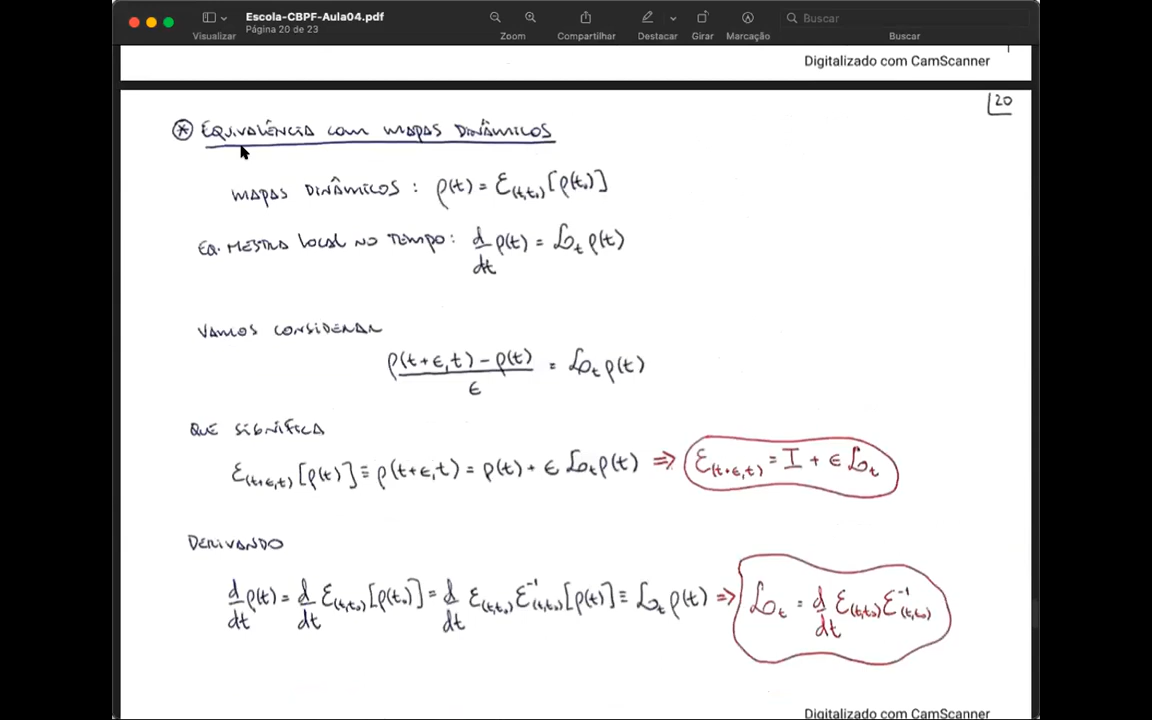 Escola-CBPF-Aula04.pdf
Página 20 de 23
Visualizar
Zoom
Compartilhar
Destacar
Girar
Marcação
Buscar
Buscar
Digitalizado com CamScanner
20
* EQUIVALÊNCIA COM MAPAS DINÂMICOS
MAPAS DINÂMICOS : ρ(t) = ℰ(t,t₀)[ρ(t₀)]
EQ. MESTRA LOCAL NO TEMPO: d/dt ρ(t) = ℒₜ ρ(t)
VAMOS CONSIDERAR
(ρ(t+ϵ,t) − ρ(t))/ϵ = ℒₜ ρ(t)
QUE SIGNIFICA
ℰ(t+ϵ,t)[ρ(t)] ≡ ρ(t+ϵ,t) = ρ(t) + ϵ ℒₜ ρ(t) ⇒ ℰ(t+ϵ,t) = I + ϵ ℒₜ
DERIVANDO
d/dt ρ(t) = d/dt ℰ(t,t₀)[ρ(t₀)] = d/dt ℰ(t,t₀) ℰ⁻¹(t,t₀)[ρ(t)] ≡ ℒₜ ρ(t) ⇒ ℒₜ = d/dt ℰ(t,t₀) ℰ⁻¹(t,t₀)
Digitalizado com CamScanner